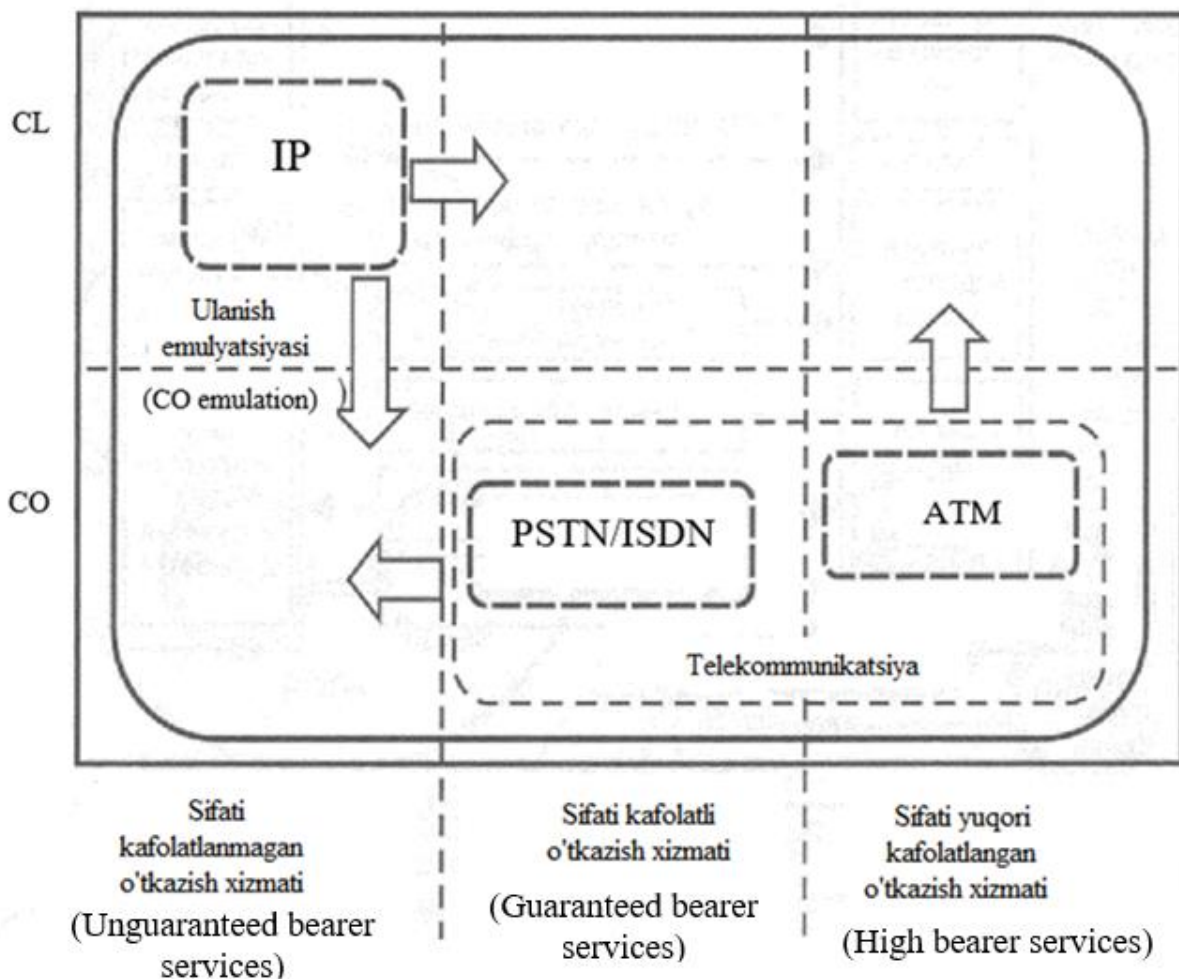 CL
IP
Ulanish
emulyatsiyasi
(CO emulation)
)
CO
PSTN/ISDN
ATM
Telekommunikatsiya
Sifati
kafolatlanmagan
o'tkazish xizmati
(Unguaranteed bearer
services)
Sifati kafolatli
o'tkazish xizmati
(Guaranteed bearer
services)
Sifati yuqori
kafolatlangan
o'tkazish xizmati
(High bearer services)